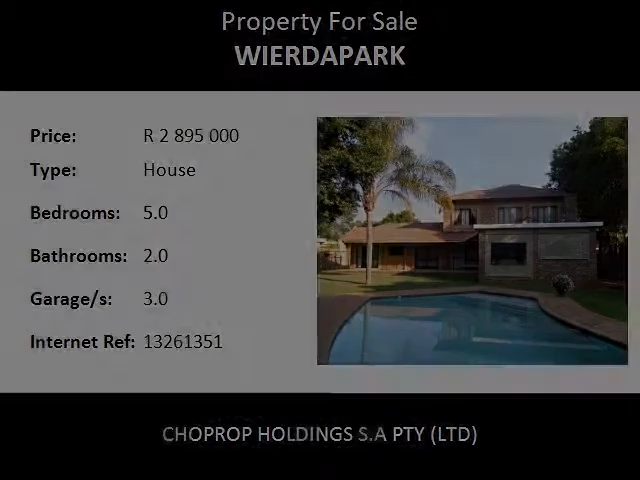 Property For Sale
WIERDAPARK
Price: R 2 895 000
Type: House
Bedrooms: 5.0
Bathrooms: 2.0
Garage/s: 3.0
Internet Ref: 13261351
CHOPROP HOLDINGS S.A PTY (LTD)